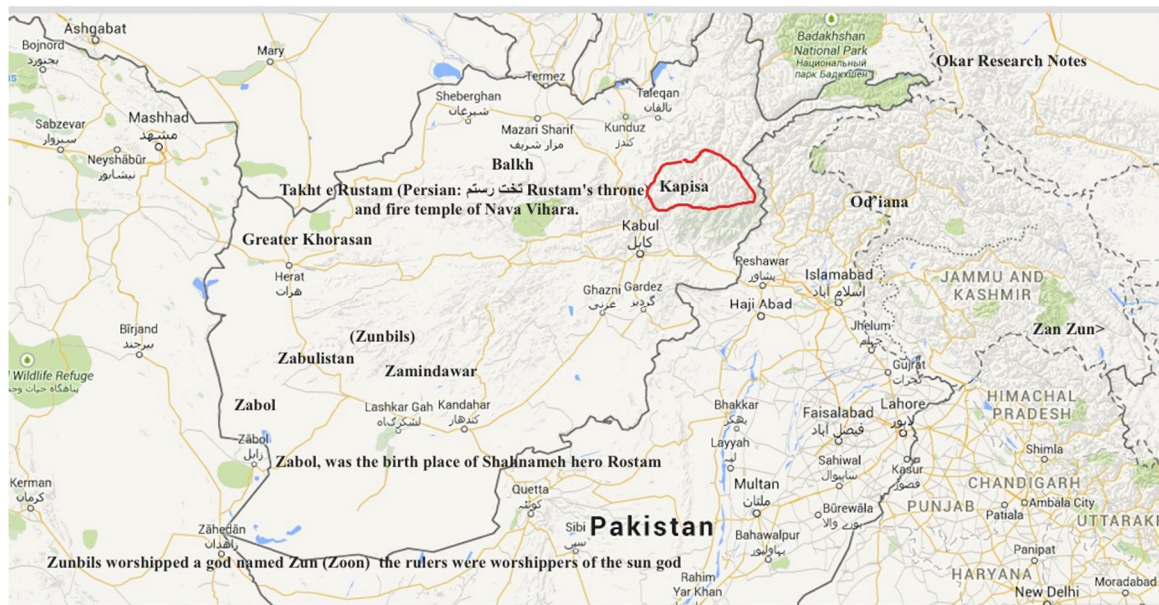 Ashgabat
Bojnord
بجنورد
Mary
Badakhshan
National Park
Национальный
парк Бадкхшен
Okar Research Notes
Termez
Sheberghan
شبرغان
Taleqan
تالقان
Mashhad
مشهد
Sabzevar
سبزوار
Neyshābūr
نیشابور
Mazari Sharif
مزار شریف
Kunduz
کندز
Balkh
Takht e Rustam (Persian: تخت رستم Rustam's throne)
and fire temple of Nava Vihara.
Kapisa
Kabul
کابل
Greater Khorasan
Herat
هرات
Peshawar
پشاور
Islamabad
اسلام آباد
JAMMU AND
KASHMIR
Ghazni
Gardez
گردیز
Haji Abad
Birjand
بیرجند
(Zunbils)
Jhelum
جہلم
Zan Zun>
Zabulistan
Zamindawar
Gujrat
گجرات
Wildlife Refuge
HIMACHAL
PRADESH
Zabol
Lashkar Gah
لشکرگاه
Kandahar
کندهار
Bhakkar
بھکر
Faisalabad
فیصل آباد
Lahore
لاہور
Zābol
زابل
Layyah
لیہ
Shimla
Zabol, was the birth place of Shahnameh hero Rostam
Sahiwal
ساہیوال
Kasur
قصور
CHANDIGARH
Kerman
کرمان
Quetta
کوئٹہ
Multan
ملتان
Būrewāla
بورے والا
PUNJAB
Patiala
Ambala City
Pakistan
UTTARAK
Zāhedān
زاهدان
Sibi
سبی
Bahawalpur
بہاولپور
Panipat
Zunbils worshipped a god named Zun (Zoon) the rulers were worshippers of the sun god
Rahim
Yar Khan
HARYANA
Moradabad
New Delhi